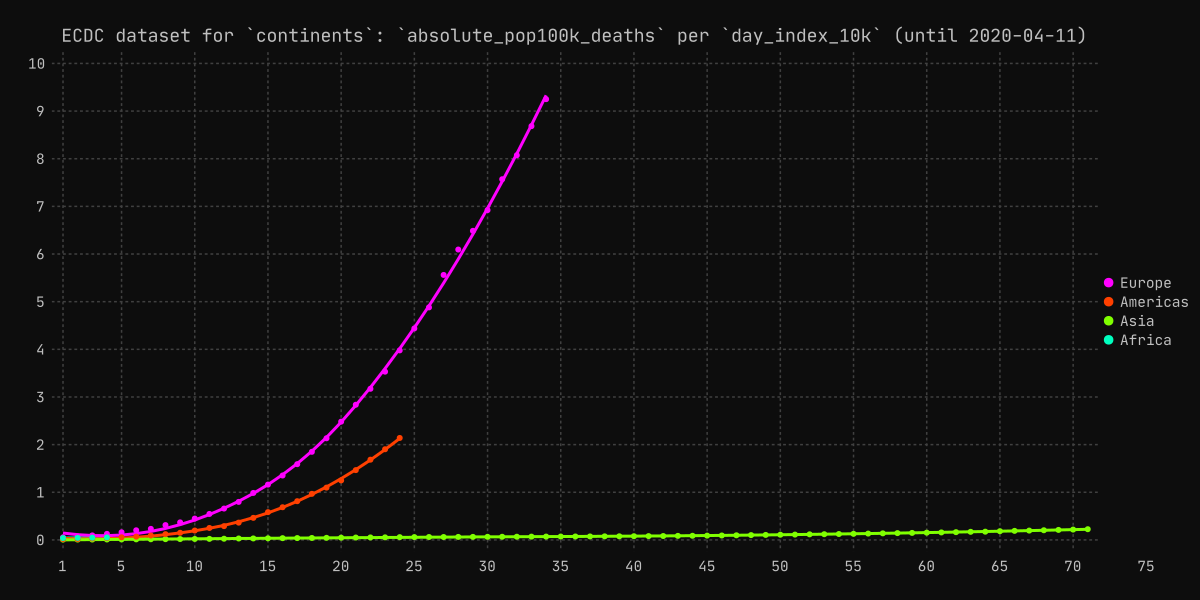 ECDC dataset for `continents`: `absolute_pop100k_deaths` per `day_index_10k` (until 2020-04-11)
10
9
8
7
6
5
4
3
2
1
0
Europe
Americas
Asia
Africa
1 5 10 15 20 25 30 35 40 45 50 55 60 65 70 75